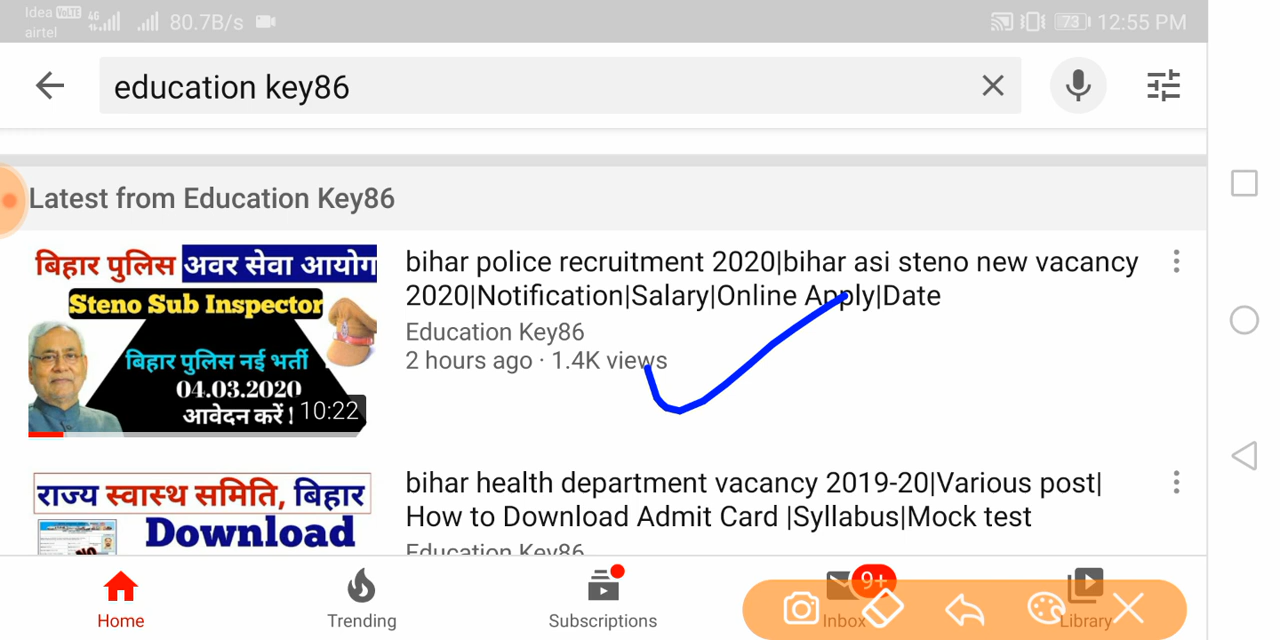 Idea VoLTE 4G 80.7B/s 73 12:55 PM
airtel
education key86
Latest from Education Key86
बिहार पुलिस अवर सेवा आयोग
Steno Sub Inspector
बिहार पुलिस नई भर्ती
04.03.2020
आवेदन करें !
10:22
bihar police recruitment 2020|bihar asi steno new vacancy
2020|Notification|Salary|Online Apply|Date
Education Key86
2 hours ago · 1.4K views
राज्य स्वास्थ समिति, बिहार
Download
bihar health department vacancy 2019-20|Various post|
How to Download Admit Card |Syllabus|Mock test
Education Key86
9+
Home
Trending
Subscriptions
Inbox
Library